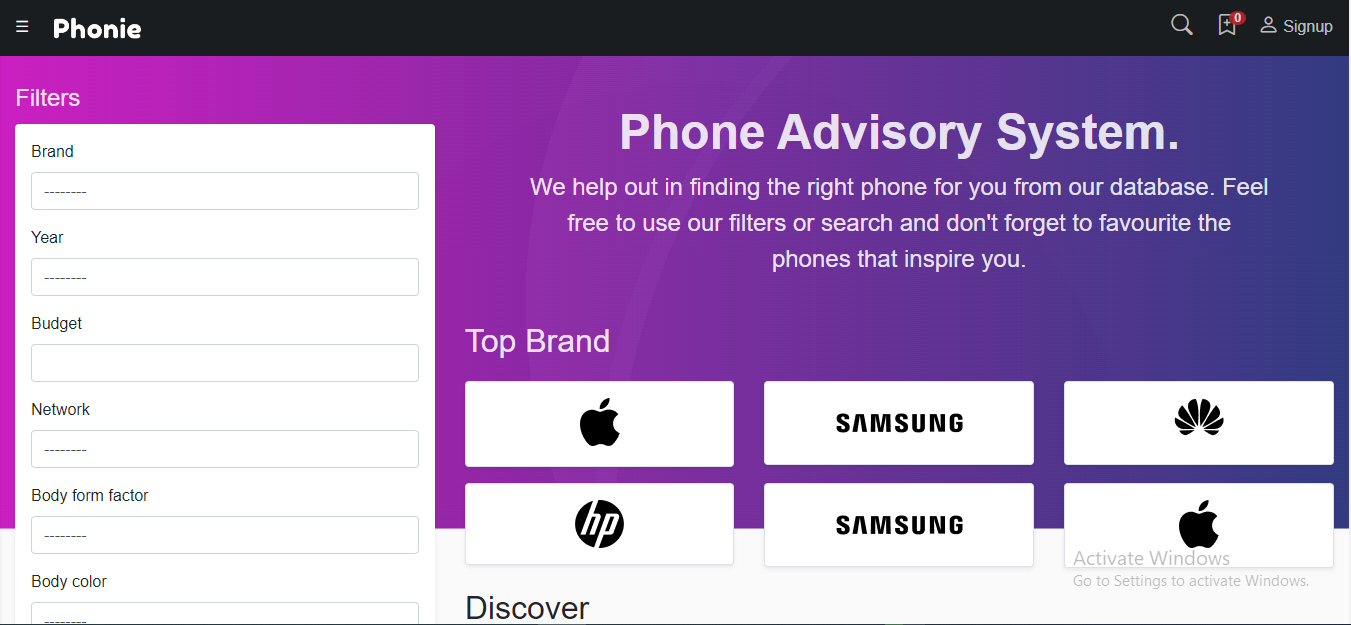 Phonie
0
Signup
Filters
Brand
--------
Year
--------
Budget
Network
--------
Body form factor
--------
Body color
--------
Phone Advisory System.
We help out in finding the right phone for you from our database. Feel
free to use our filters or search and don't forget to favourite the
phones that inspire you.
Top Brand
SAMSUNG
hp
SAMSUNG
Activate Windows
Go to Settings to activate Windows.
Discover